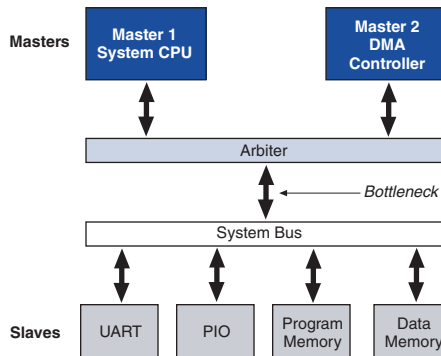 Masters
Master 1
System CPU
Master 2
DMA
Controller
Arbiter
Bottleneck
System Bus
Slaves
UART
PIO
Program
Memory
Data
Memory